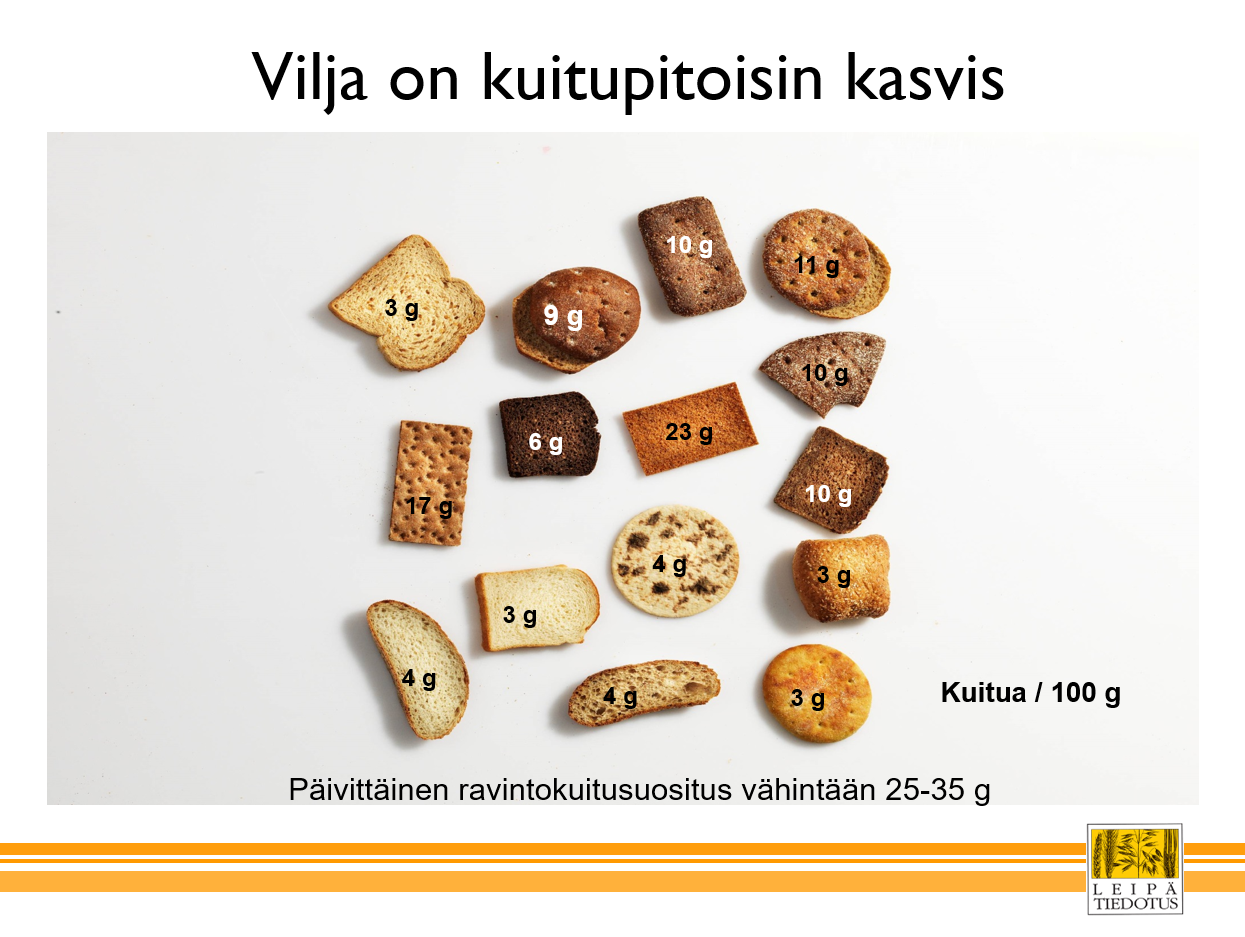 Vilja on kuitupitoisin kasvis
10 g
11 g
3 g
9 g
10 g
6 g
23 g
10 g
17 g
4 g
3 g
3 g
4 g
4 g
3 g
Kuitua / 100 g
Päivittäinen ravintokuitusuositus vähintään 25-35 g
LEIPÄ
TIEDOTUS